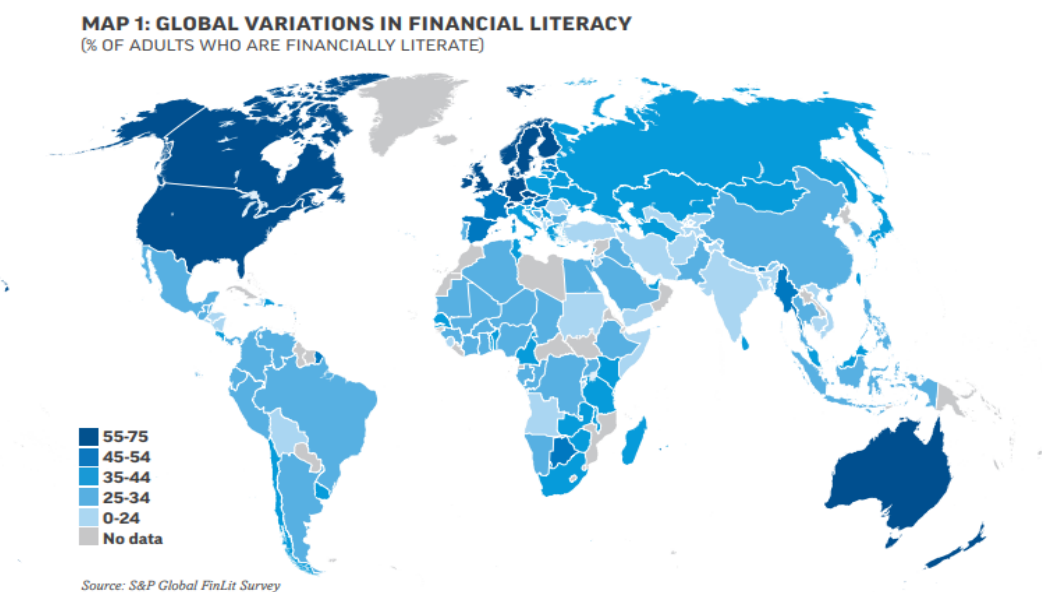 MAP 1: GLOBAL VARIATIONS IN FINANCIAL LITERACY
(% OF ADULTS WHO ARE FINANCIALLY LITERATE)
55-75
45-54
35-44
25-34
0-24
No data
Source: S&P Global FinLit Survey